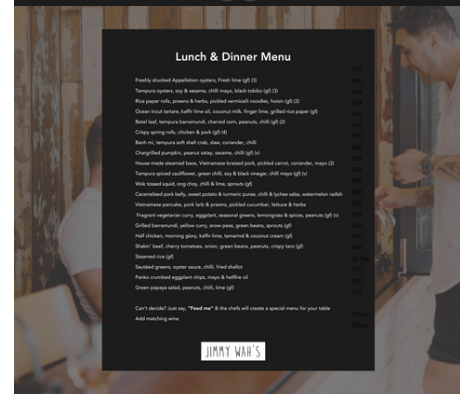 Lunch & Dinner Menu
Freshly shucked Appellation oysters, Fresh lime (gf) (3)
Tempura oysters, soy & sesame, chilli mayo, black tobiko (gf) (3)
Rice paper rolls, prawns & herbs, pickled vermicelli noodles, hoisin (gf) (2)
Ocean trout tartare, kaffir lime oil, coconut milk, finger lime, grilled rice paper (gf)
Betel leaf, tempura barramundi, charred corn, peanuts, chilli (gf) (2)
Crispy spring rolls, chicken & pork (gf) (4)
Banh mi, tempura soft shell crab, slaw, coriander, chilli
Chargrilled pumpkin, peanut satay, sesame, chilli (gf) (v)
House-made steamed baos, Vietnamese braised pork, pickled carrot, coriander, mayo (2)
Tempura spiced cauliflower, green chilli, soy & black vinegar, chilli mayo (gf) (v)
Wok tossed squid, ong choy, chilli & lime, sprouts (gf)
Caramelised pork belly, sweet potato & turmeric puree, chilli & lychee salsa, watermelon radish
Vietnamese pancake, pork larb & prawns, pickled cucumber, lettuce & herbs
Fragrant vegetarian curry, eggplant, seasonal greens, lemongrass & spices, peanuts (gf) (v)
Grilled barramundi, yellow curry, snow peas, green beans, sprouts (gf)
Half chicken, morning glory, kaffir-lime, tamarind & coconut cream (gf)
Shakin' beef, cherry tomatoes, onion, green beans, peanuts, crispy taro (gf)
Steamed rice (gf)
Sautéed greens, oyster sauce, chilli, fried shallot
Panko crumbed eggplant chips, mayo & hellfire oil
Green papaya salad, peanuts, chilli, lime (gf)
Can't decide? Just say, "Feed me" & the chefs will create a special menu for your table
Add matching wine
JIMMY WAH'S